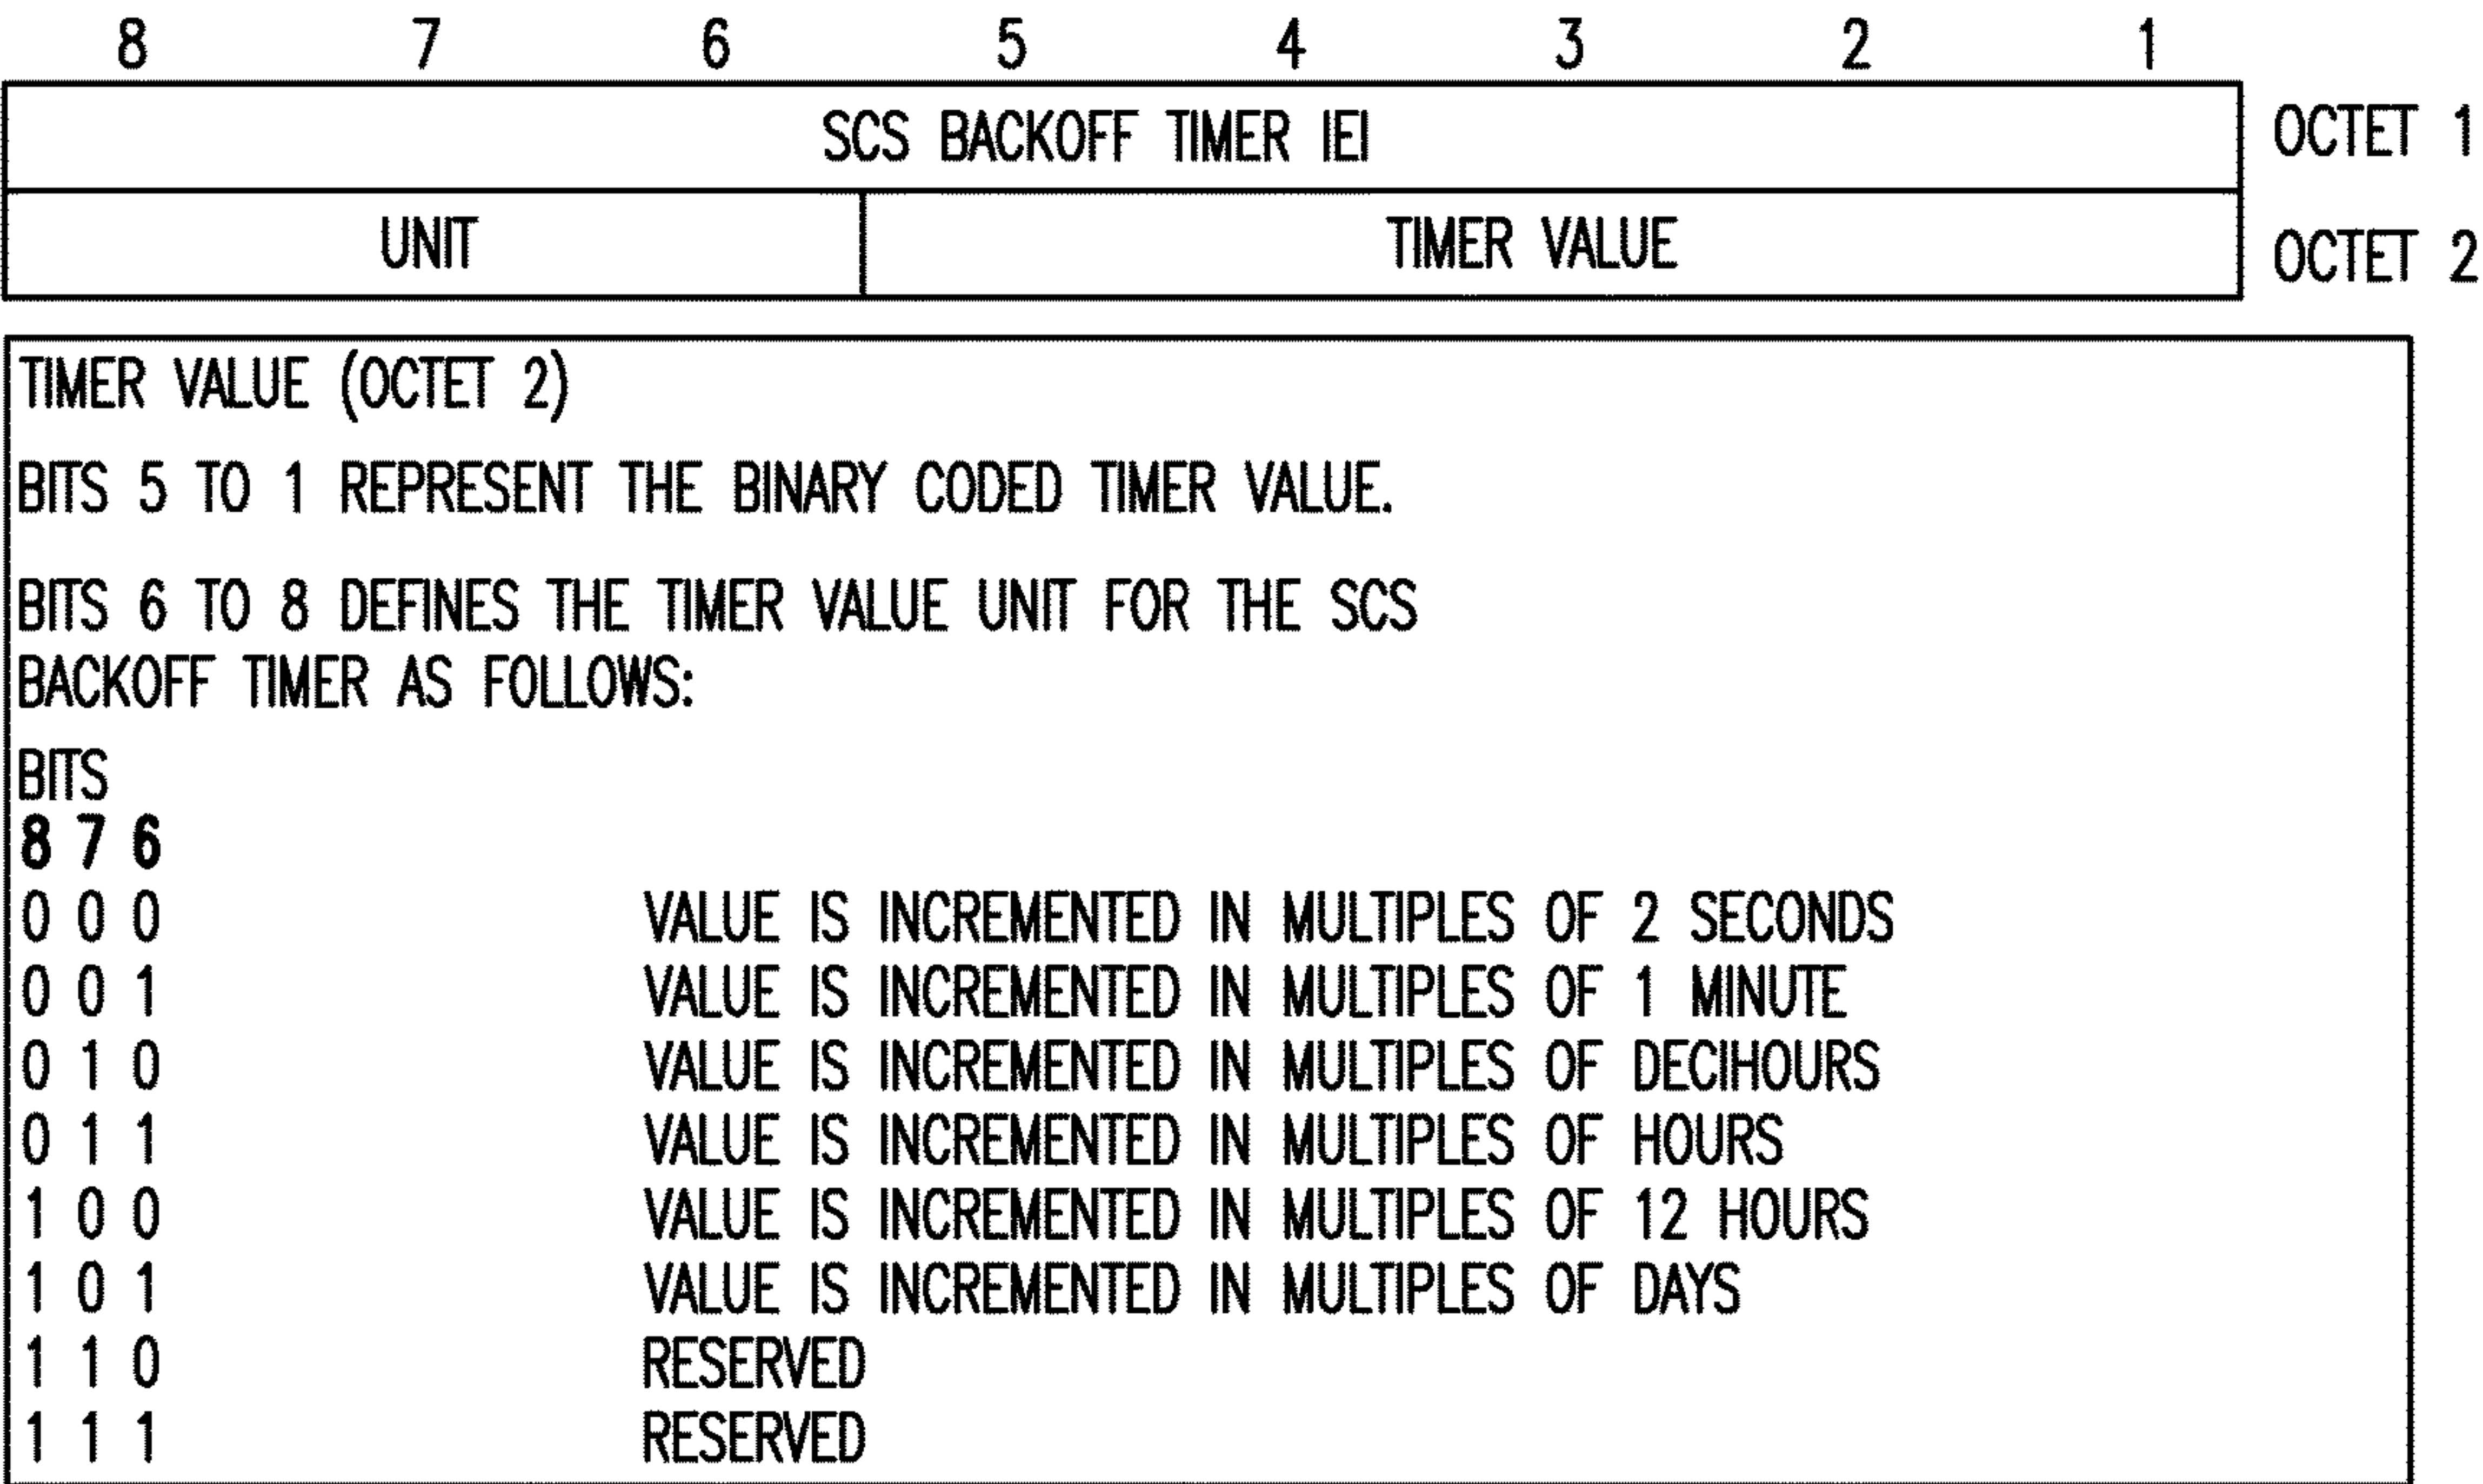 8 7 6 5 4 3 2 1
SCS BACKOFF TIMER IEI OCTET 1
UNIT TIMER VALUE OCTET 2
TIMER VALUE (OCTET 2)
BITS 5 TO 1 REPRESENT THE BINARY CODED TIMER VALUE.
BITS 6 TO 8 DEFINES THE TIMER VALUE UNIT FOR THE SCS
BACKOFF TIMER AS FOLLOWS:
BITS
8 7 6
0 0 0 VALUE IS INCREMENTED IN MULTIPLES OF 2 SECONDS
0 0 1 VALUE IS INCREMENTED IN MULTIPLES OF 1 MINUTE
0 1 0 VALUE IS INCREMENTED IN MULTIPLES OF DECIHOURS
0 1 1 VALUE IS INCREMENTED IN MULTIPLES OF HOURS
1 0 0 VALUE IS INCREMENTED IN MULTIPLES OF 12 HOURS
1 0 1 VALUE IS INCREMENTED IN MULTIPLES OF DAYS
1 1 0 RESERVED
1 1 1 RESERVED